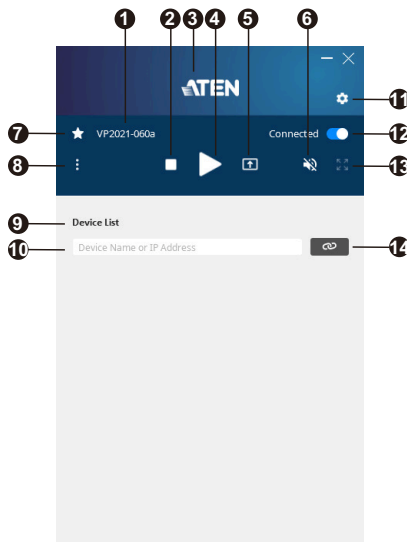 1 2 3 4 5 6
ATEN
11
7 VP2021-060a Connected 12
8 13
9 Device List
10 Device Name or IP Address 14